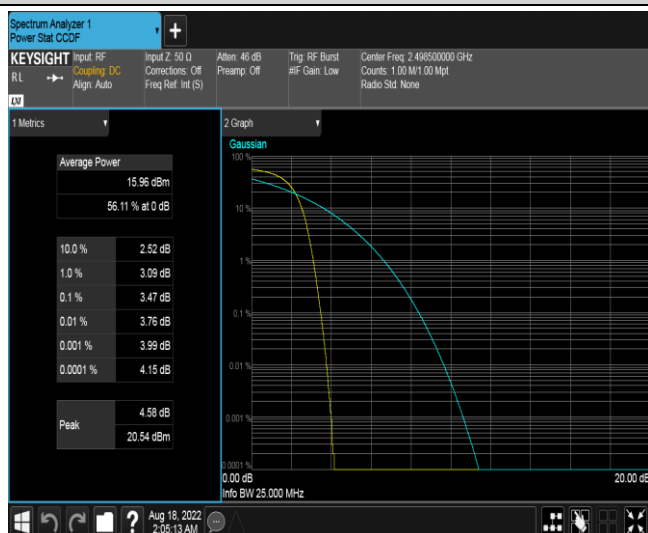 Spectrum Analyzer 1
Power Stat CCDF
+
KEYSIGHT
RL
LXI
Input: RF
Coupling: DC
Align: Auto
Input Z: 50 Ω
Corrections: Off
Freq Ref: Int (S)
Atten: 46 dB
Preamp: Off
Trig: RF Burst
#IF Gain: Low
Center Freq: 2.496500000 GHz
Counts: 1.00 M/1.00 Mpt
Radio Std: None
1 Metrics
Average Power
15.96 dBm
56.11 % at 0 dB
10.0 % 2.52 dB
1.0 % 3.09 dB
0.1 % 3.47 dB
0.01 % 3.76 dB
0.001 % 3.99 dB
0.0001 % 4.15 dB
Peak
4.58 dB
20.54 dBm
2 Graph
Gaussian
100 %
10 %
1 %
0.1 %
0.01 %
0.001 %
0.0001 %
0.00 dB
20.00 dB
Info BW 25.000 MHz
?
Aug 18, 2022
2:05:13 AM